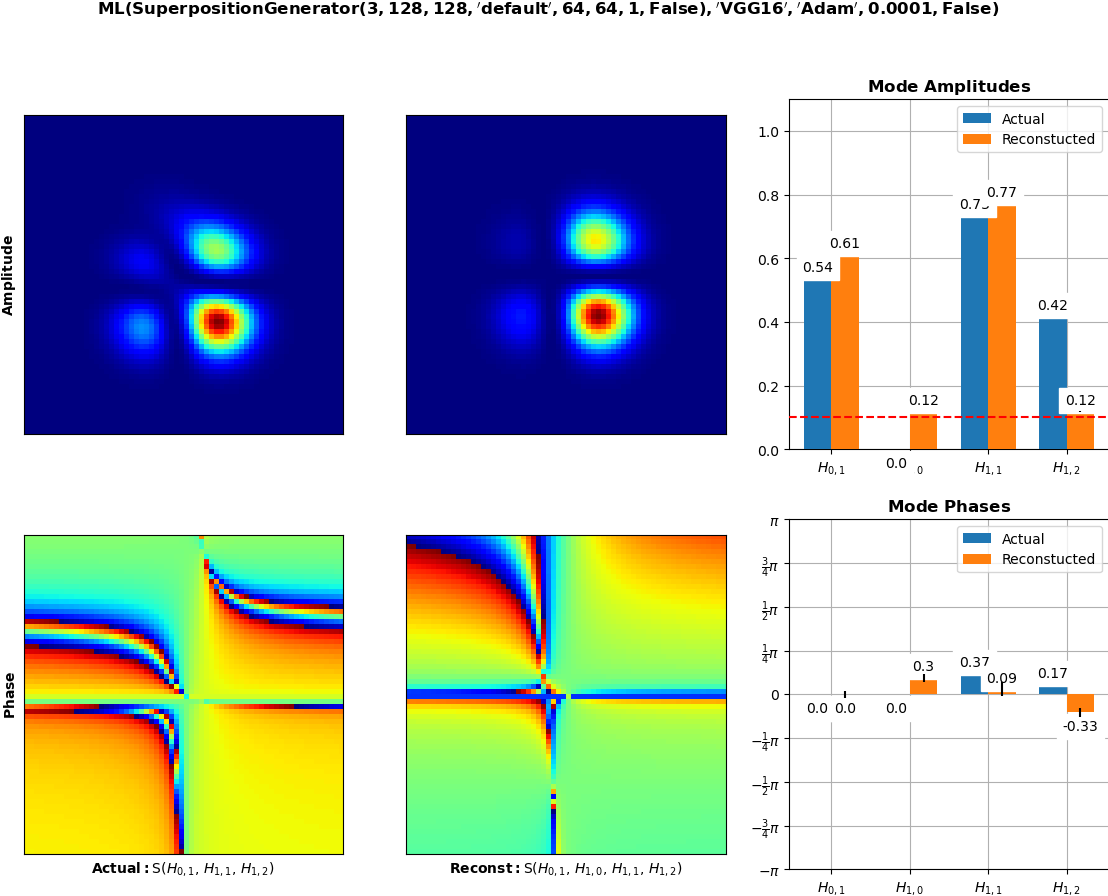 ML(SuperpositionGenerator(3, 128, 128, 'default', 64, 64, 1, False), 'VGG16', 'Adam', 0.0001, False)
Amplitude
Mode Amplitudes
Actual
Reconstucted
1.0
0.8
0.6
0.4
0.2
0.0
0.54
0.61
0.0
0.12
0.77
0.42
0.12
H0,1
0
H1,1
H1,2
Phase
Actual: S(H0,1, H1,1, H1,2)
Reconst: S(H0,1, H1,0, H1,1, H1,2)
Mode Phases
Actual
Reconstucted
π
3/4π
1/2π
1/4π
0
−1/4π
−1/2π
−3/4π
−π
0.0
0.0
0.0
0.3
0.37
0.09
0.17
-0.33
H0,1
H1,0
H1,1
H1,2